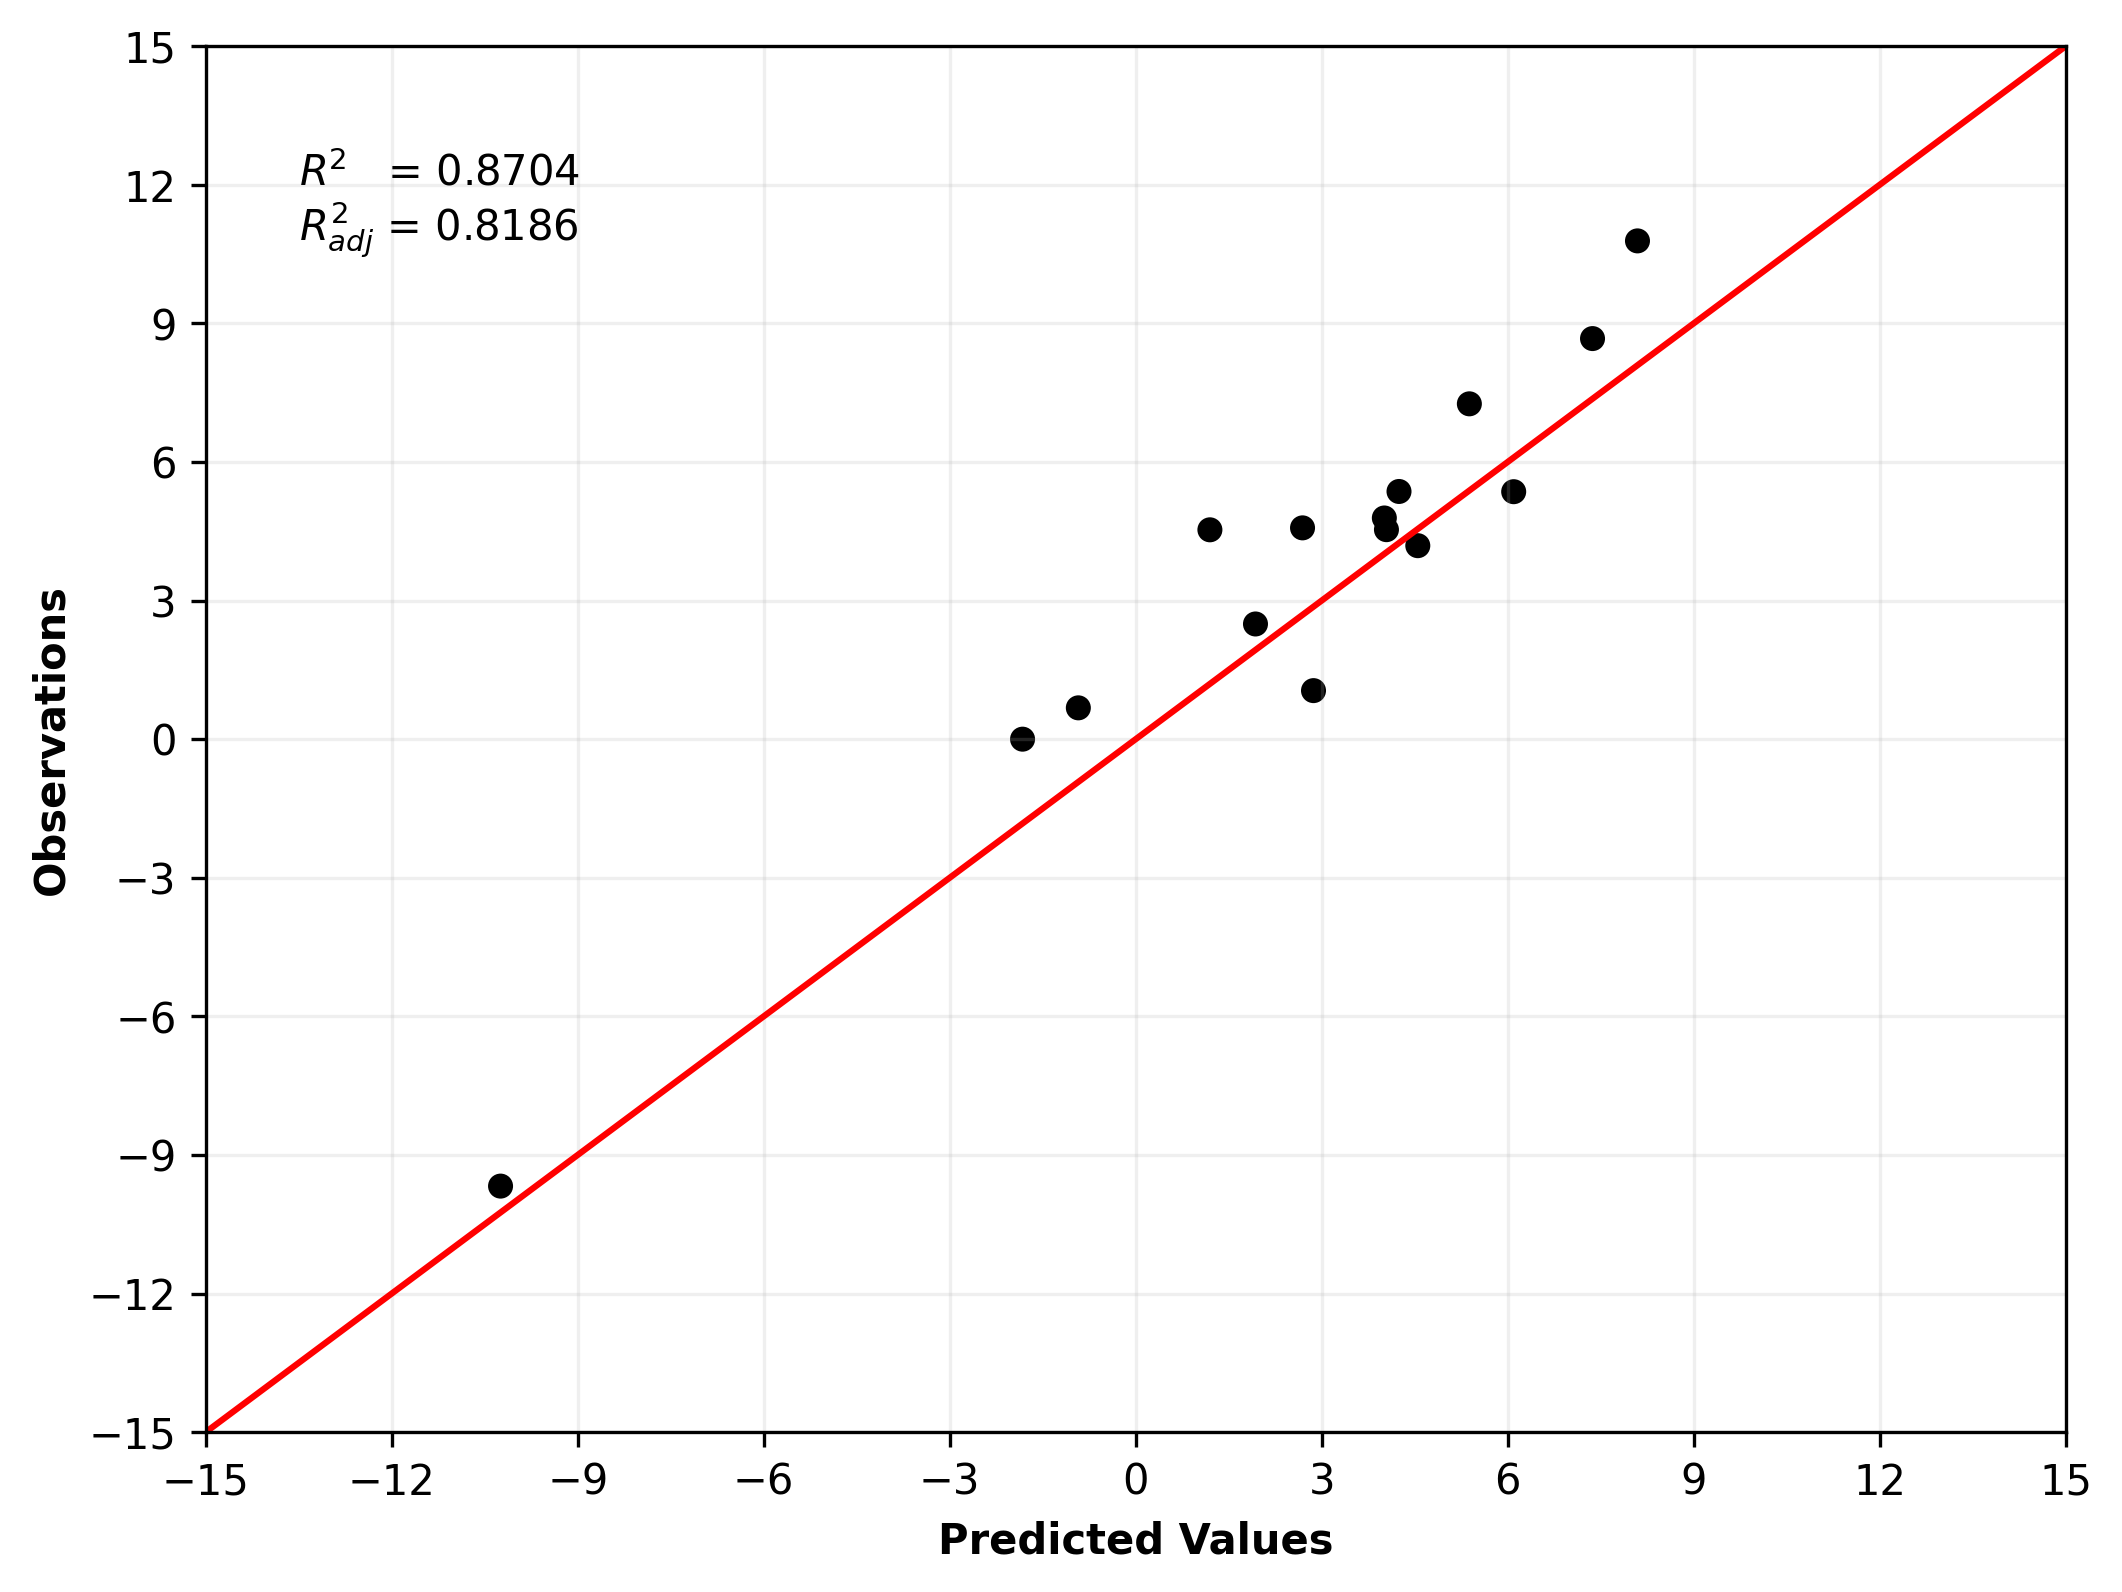 15
R² = 0.8704
12
R²adj = 0.8186
9
6
3
0
−3
−6
−9
−12
−15
Observations
−15 −12 −9 −6 −3 0 3 6 9 12 15
Predicted Values